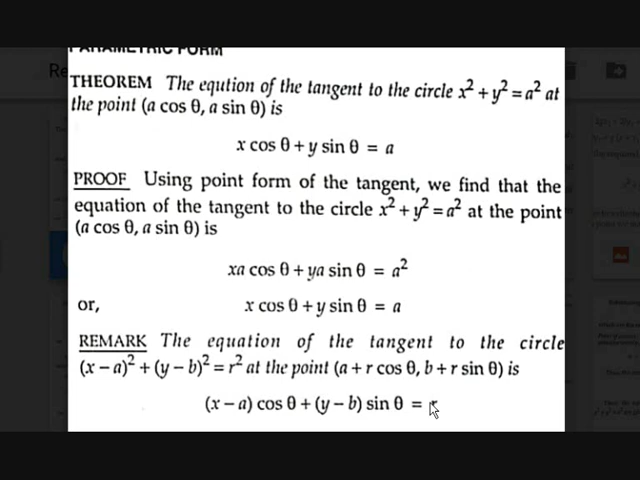 PARAMETRIC FORM
Re
THEOREM The eqution of the tangent to the circle x² + y² = a² at
the point (a cos θ, a sin θ) is
x cos θ + y sin θ = a
PROOF Using point form of the tangent, we find that the
equation of the tangent to the circle x² + y² = a² at the point
(a cos θ, a sin θ) is
xa cos θ + ya sin θ = a²
or, x cos θ + y sin θ = a
REMARK The equation of the tangent to the circle
(x – a)² + (y – b)² = r² at the point (a + r cos θ, b + r sin θ) is
(x – a) cos θ + (y – b) sin θ = r